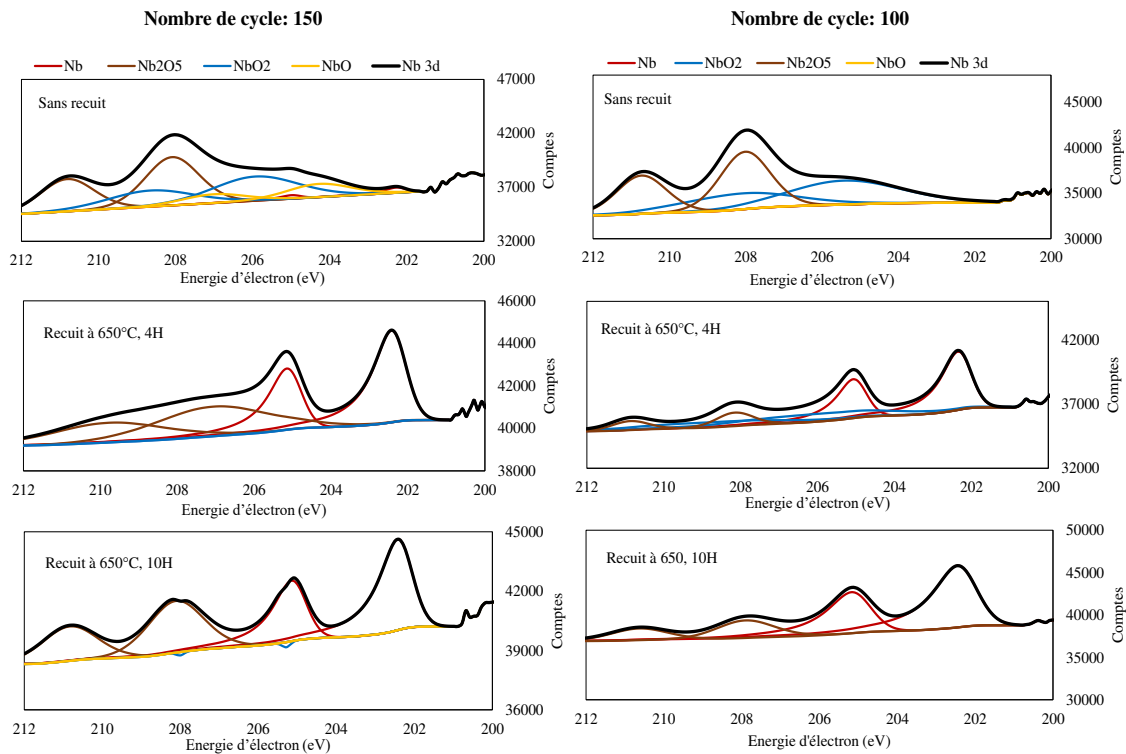 Nombre de cycle: 150
Nb Nb2O5 NbO2 NbO Nb 3d
Sans recuit
47000
42000
37000
32000
Comptes
212 210 208 206 204 202 200
Energie d’électron (eV)
Recuit à 650°C, 4H
46000
44000
42000
40000
38000
Comptes
212 210 208 206 204 202 200
Energie d’électron (eV)
Recuit à 650°C, 10H
45000
42000
39000
36000
Comptes
212 210 208 206 204 202 200
Energie d’électron (eV)
Nombre de cycle: 100
Nb NbO2 Nb2O5 NbO Nb 3d
Sans recuit
45000
40000
35000
30000
Comptes
212 210 208 206 204 202 200
Energie d’électron (eV)
Recuit à 650°C, 4H
42000
37000
32000
Comptes
212 210 208 206 204 202 200
Energie d’électron (eV)
Recuit à 650, 10H
50000
45000
40000
35000
30000
Comptes
212 210 208 206 204 202 200
Energie d'électron (eV)